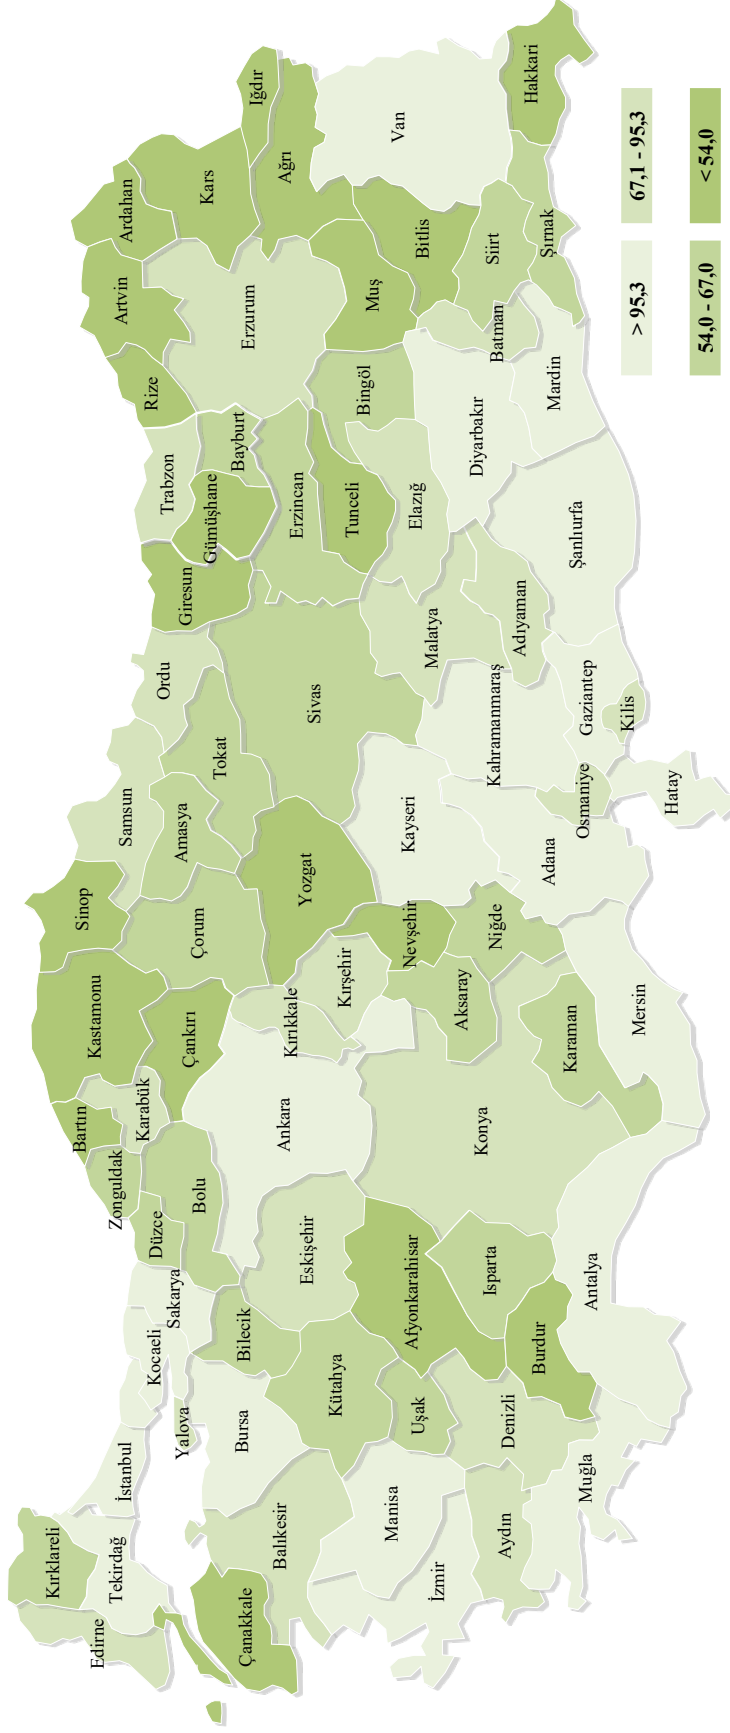 Kırklareli
Edirne
Tekirdağ
İstanbul
Çanakkale
Balıkesir
Bursa
Yalova
Kocaeli
Sakarya
Düzce
Zonguldak
Bartın
Karabük
Kastamonu
Sinop
Bolu
Çankırı
Çorum
Samsun
Amasya
Tokat
Ordu
Giresun
Gümüşhane
Trabzon
Bayburt
Rize
Artvin
Ardahan
Kars
Iğdır
Ağrı
Erzurum
Erzincan
Bilecik
Eskişehir
Ankara
Kırıkkale
Kırşehir
Yozgat
Sivas
Tunceli
Bingöl
Muş
Bitlis
Van
Hakkari
Manisa
İzmir
Kütahya
Uşak
Afyonkarahisar
Konya
Aksaray
Nevşehir
Niğde
Kayseri
Malatya
Elazığ
Diyarbakır
Batman
Siirt
Şırnak
Mardin
Aydın
Denizli
Muğla
Burdur
Isparta
Antalya
Karaman
Mersin
Adana
Osmaniye
Kahramanmaraş
Adıyaman
Gaziantep
Kilis
Hatay
Şanlıurfa
> 95,3
67,1 - 95,3
54,0 - 67,0
< 54,0